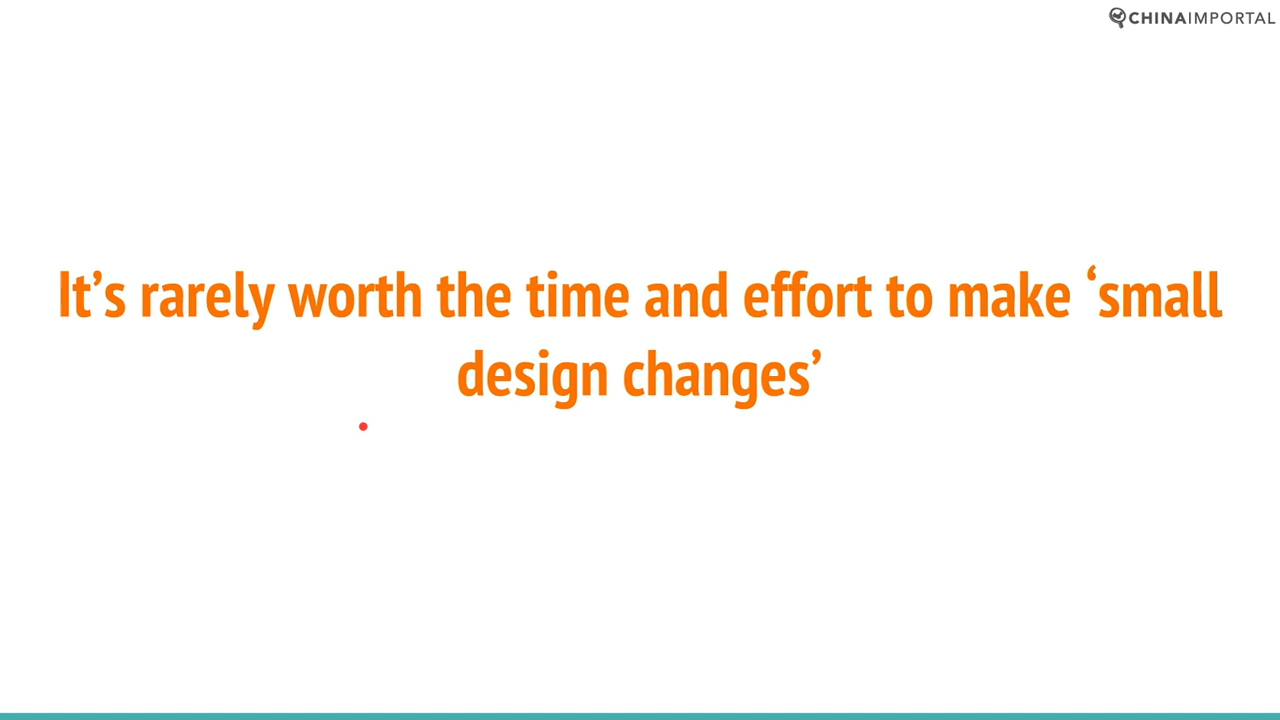 CHINAIMPORTAL
It’s rarely worth the time and effort to make ‘small
design changes’